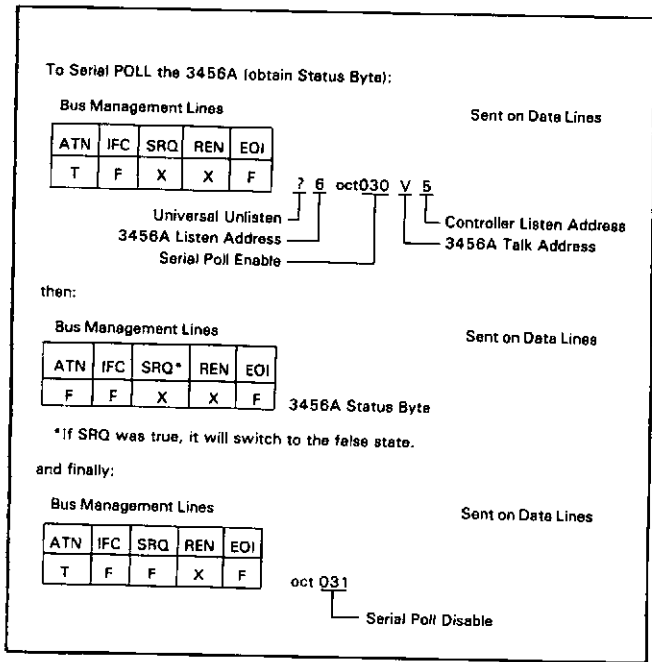 To Serial POLL the 3456A (obtain Status Byte):
Bus Management Lines
Sent on Data Lines
ATN IFC SRQ REN EOI
T F X X F
? 6 oct030 V 5
Universal Unlisten
Controller Listen Address
3456A Listen Address
3456A Talk Address
Serial Poll Enable
then:
Bus Management Lines
Sent on Data Lines
ATN IFC SRQ* REN EOI
F F X X F
3456A Status Byte
*If SRQ was true, it will switch to the false state.
and finally:
Bus Management Lines
Sent on Data Lines
ATN IFC SRQ REN EOI
T F F X F
oct 031
Serial Poll Disable